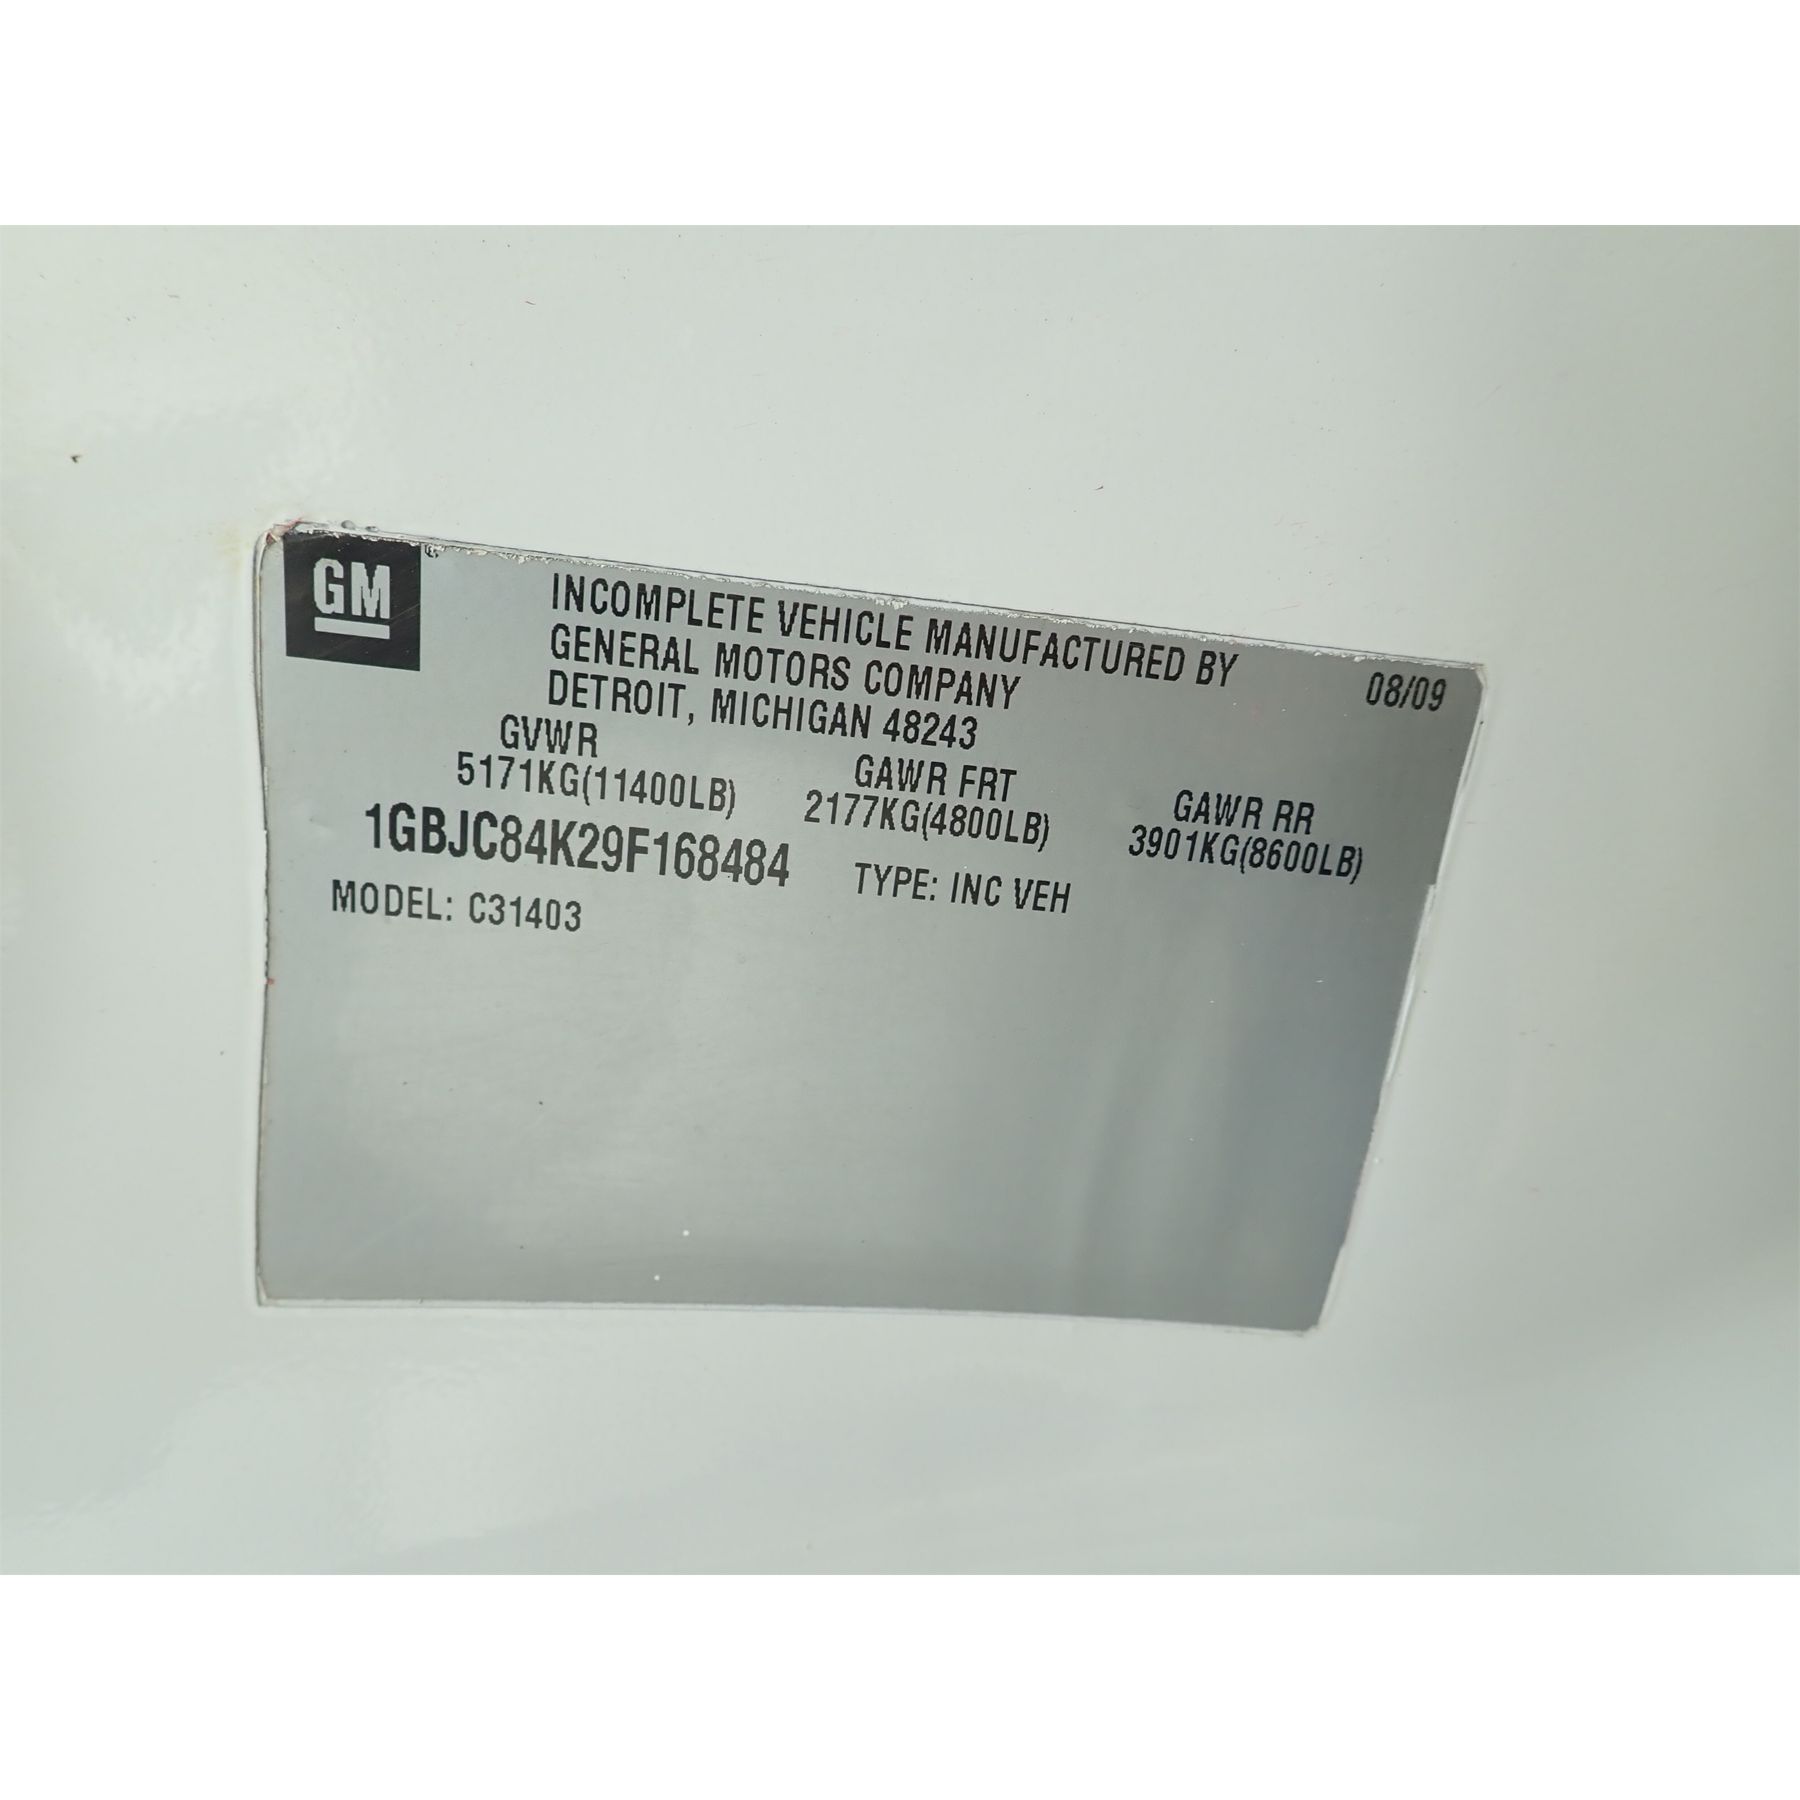 GM
INCOMPLETE VEHICLE MANUFACTURED BY
GENERAL MOTORS COMPANY
DETROIT, MICHIGAN 48243
08/09
GVWR
5171KG(11400LB)
GAWR FRT
2177KG(4800LB)
GAWR RR
3901KG(8600LB)
1GBJC84K29F168484
TYPE: INC VEH
MODEL: C31403